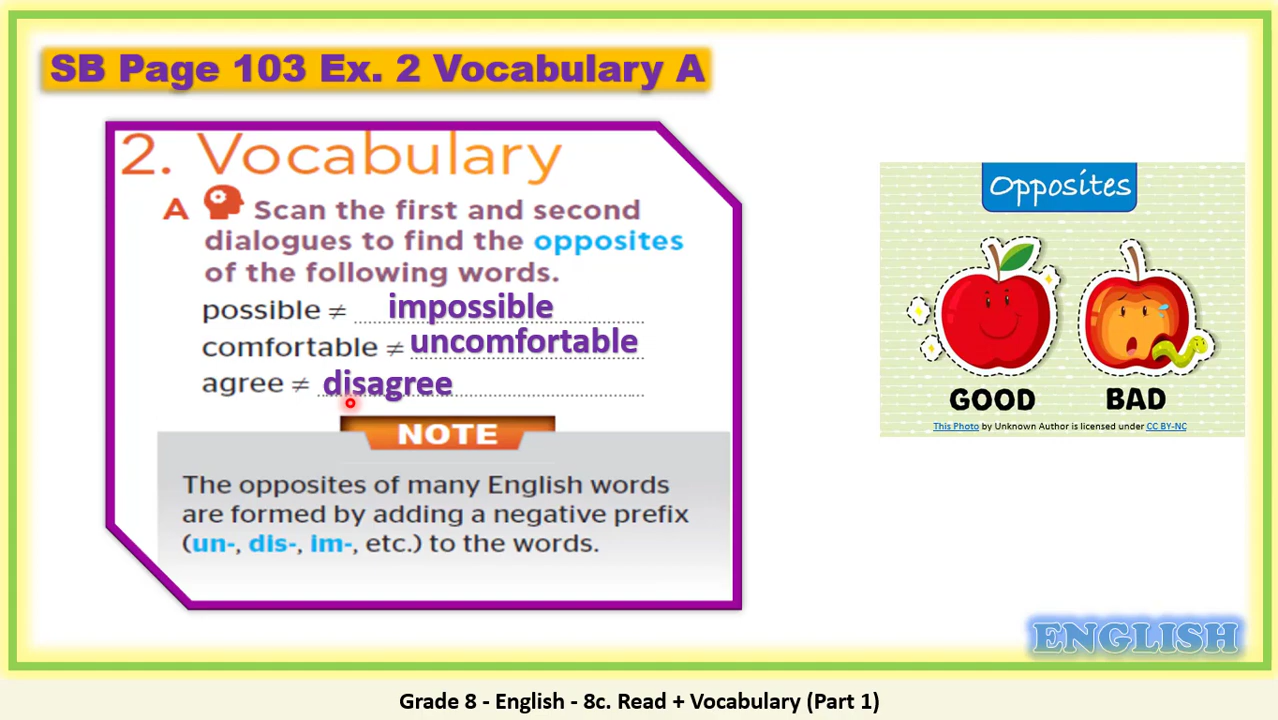 SB Page 103 Ex. 2 Vocabulary A
2. Vocabulary
A Scan the first and second
dialogues to find the opposites
of the following words.
possible ≠ impossible
comfortable ≠ uncomfortable
agree ≠ disagree
NOTE
The opposites of many English words
are formed by adding a negative prefix
(un-, dis-, im-, etc.) to the words.
Opposites
GOOD BAD
This Photo by Unknown Author is licensed under CC BY-NC
ENGLISH
Grade 8 - English - 8c. Read + Vocabulary (Part 1)